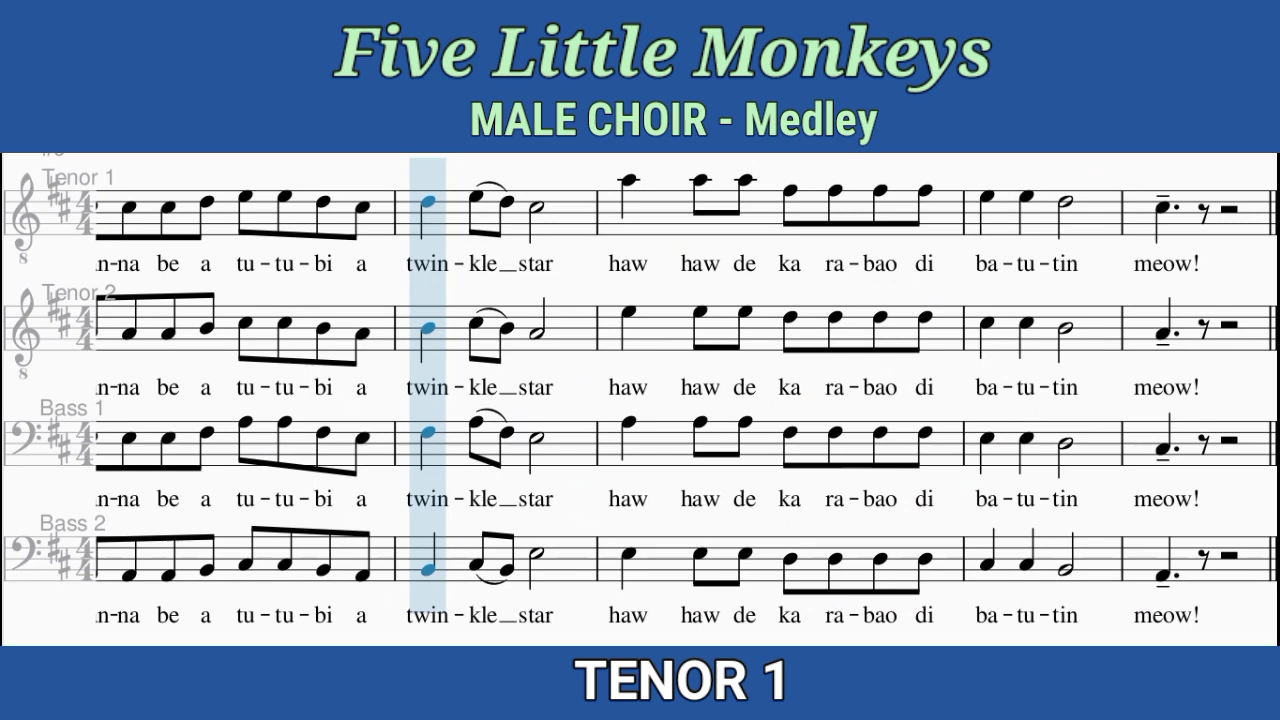 Five Little Monkeys
MALE CHOIR - Medley
Tenor 1
8
n-na be a tu-tu-bi a twin-kle_star haw haw de ka ra-bao di ba-tu-tin meow!
Tenor 2
8
n-na be a tu-tu-bi a twin-kle_star haw haw de ka ra-bao di ba-tu-tin meow!
Bass 1
n-na be a tu-tu-bi a twin-kle_star haw haw de ka ra-bao di ba-tu-tin meow!
Bass 2
n-na be a tu-tu-bi a twin-kle_star haw haw de ka ra-bao di ba-tu-tin meow!
TENOR 1